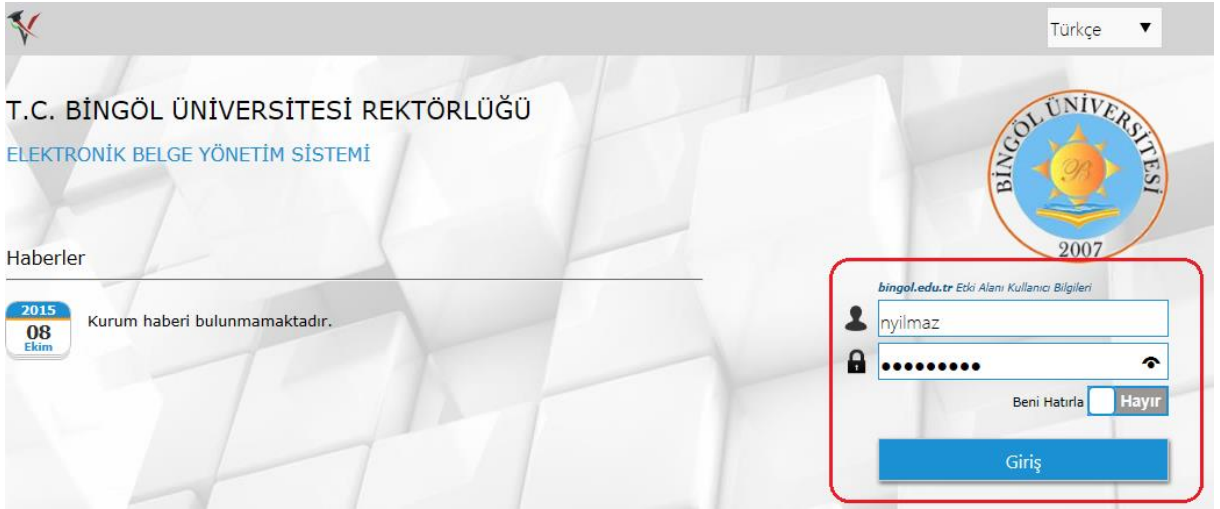 Türkçe
T.C. BİNGÖL ÜNİVERSİTESİ REKTÖRLÜĞÜ
ELEKTRONİK BELGE YÖNETİM SİSTEMİ
BİNGÖL ÜNİVERSİTESİ
B
2007
Haberler
2015
08
Ekim
Kurum haberi bulunmamaktadır.
bingol.edu.tr Etki Alanı Kullanıcı Bilgileri
nyilmaz
•••••••••
Beni Hatırla Hayır
Giriş